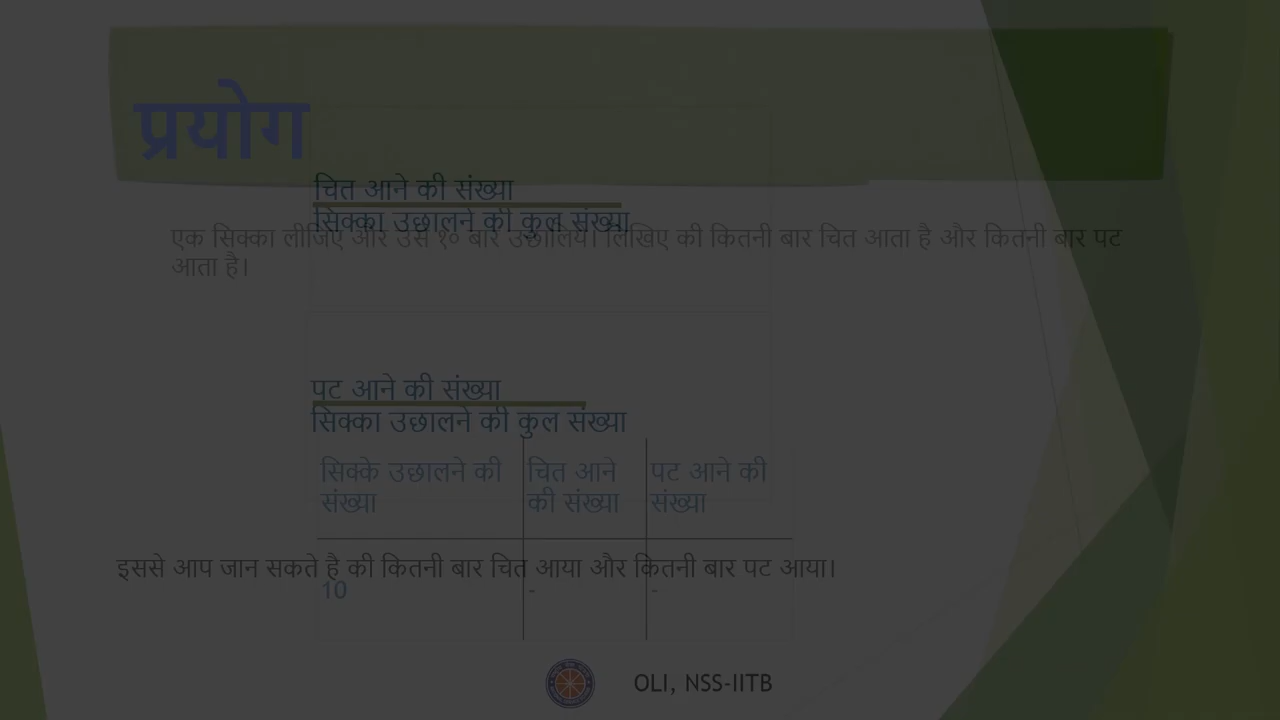 प्रयोग
चित आने की संख्या
सिक्का उछालने की कुल संख्या
एक सिक्का लीजिए और उसे १० बार उछालिये। लिखिए की कितनी बार चित आता है और कितनी बार पट
आता है।
पट आने की संख्या
सिक्का उछालने की कुल संख्या
सिक्के उछालने की संख्या
चित आने की संख्या
पट आने की संख्या
इससे आप जान सकते है की कितनी बार चित आया और कितनी बार पट आया।
10 - -
OLI, NSS-IITB